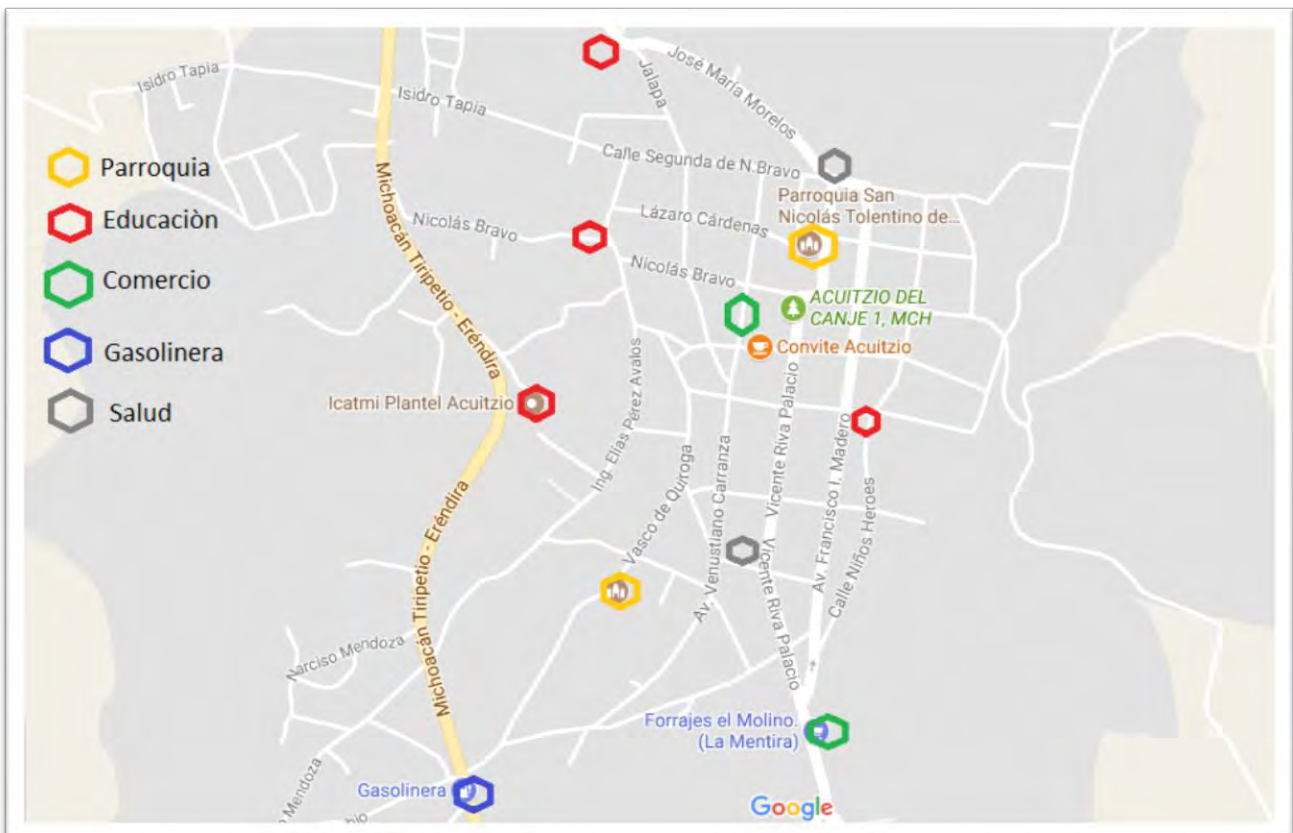 Parroquia
Educaciòn
Comercio
Gasolinera
Salud
Isidro Tapia
Isidro Tapia
Jalapa
José María Morelos
Calle Segunda de N.Bravo
Parroquia San
Nicolás Tolentino de...
Lázaro Cárdenas
Nicolás Bravo
Nicolás Bravo
Michoacán Tiripetio - Eréndira
ACUITZIO DEL
CANJE 1, MCH
Convite Acuitzio
Icatmi Plantel Acuitzio
Ing. Elías Pérez Avalos
Vasco de Quiroga
Av. Venustiano Carranza
Vicente Riva Palacio
Vicente Riva Palacio
Av. Francisco I. Madero
Calle Niños Heroes
Michoacán Tiripetio - Eréndira
Narciso Mendoza
Mendoza
Forrajes el Molino.
(La Mentira)
Gasolinera
Google